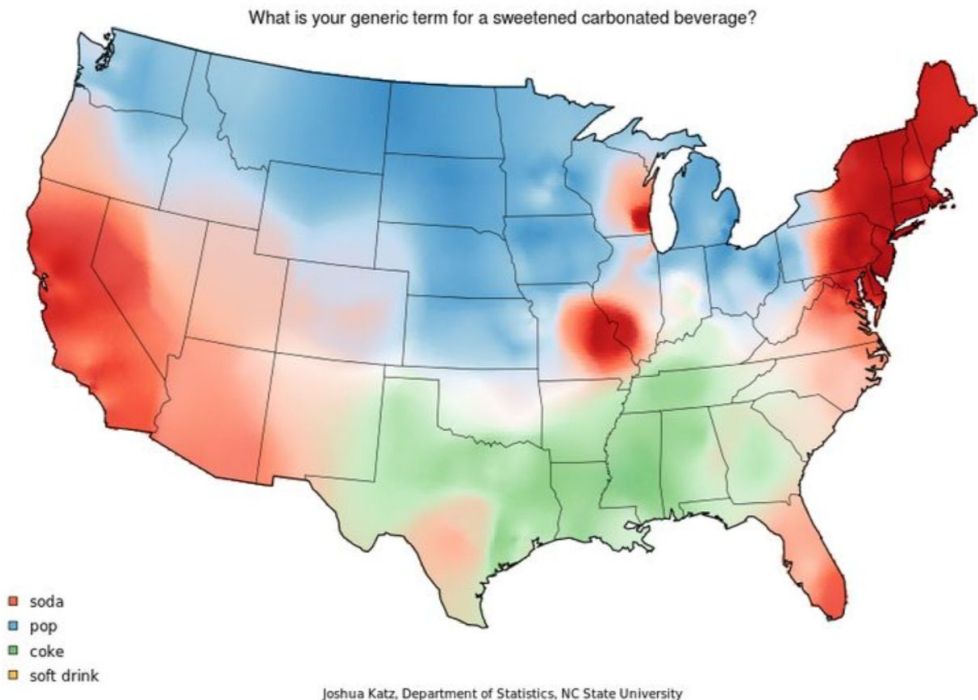 What is your generic term for a sweetened carbonated beverage?
soda
pop
coke
soft drink
Joshua Katz, Department of Statistics, NC State University